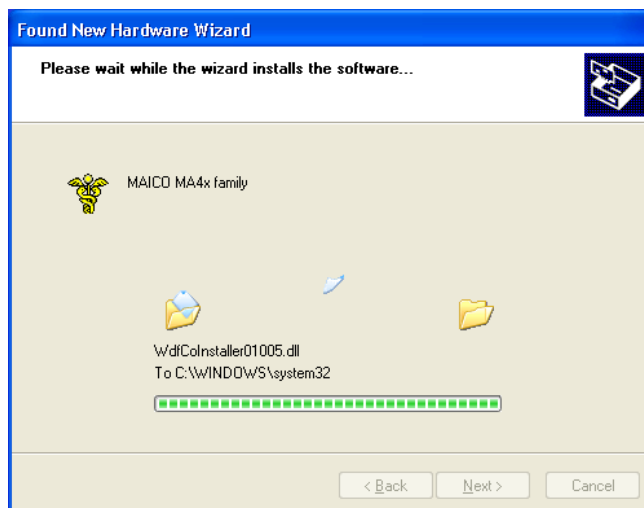 Found New Hardware Wizard
Please wait while the wizard installs the software...
MAICO MA4x family
WdfCoInstaller01005.dll
To C:\WINDOWS\system32
< Back
Next >
Cancel